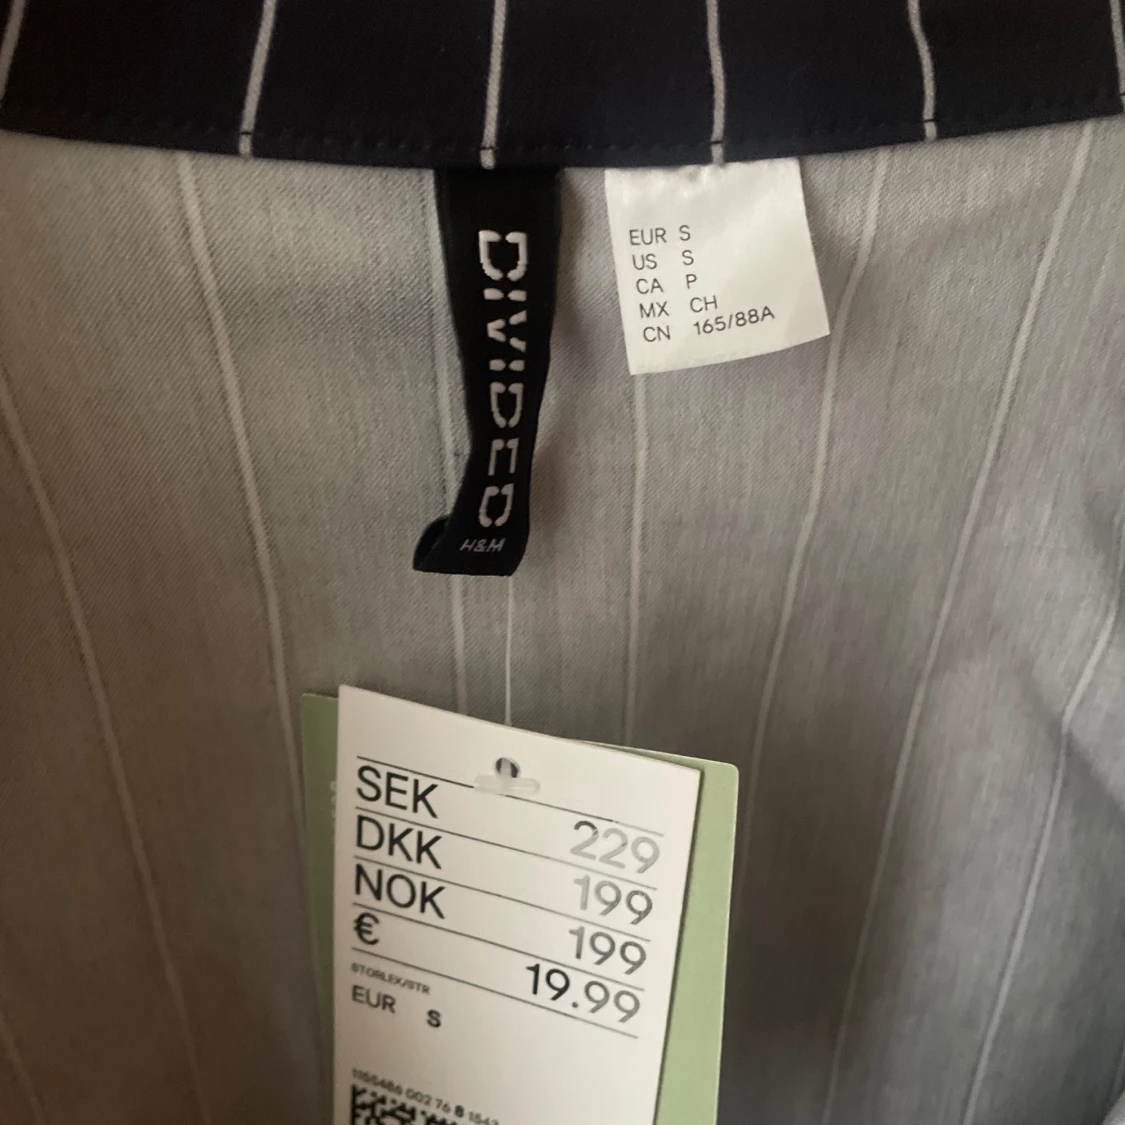 DIVIDED
H&M
EUR S
US S
CA P
MX CH
CN 165/88A
SEK 229
DKK 199
NOK 199
€ 19.99
STORLEK/STR
EUR S